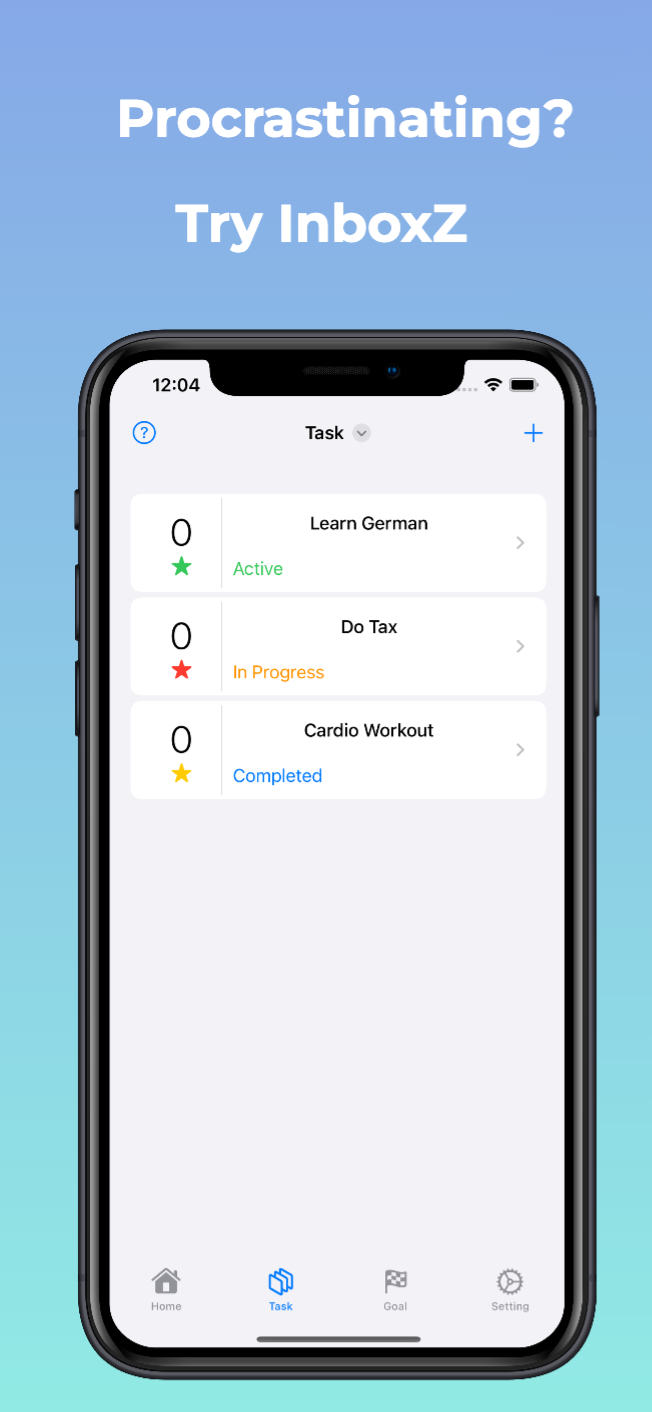 Procrastinating?
Try InboxZ
12:04
? Task +
0 Learn German
Active
0 Do Tax
In Progress
0 Cardio Workout
Completed
Home Task Goal Setting